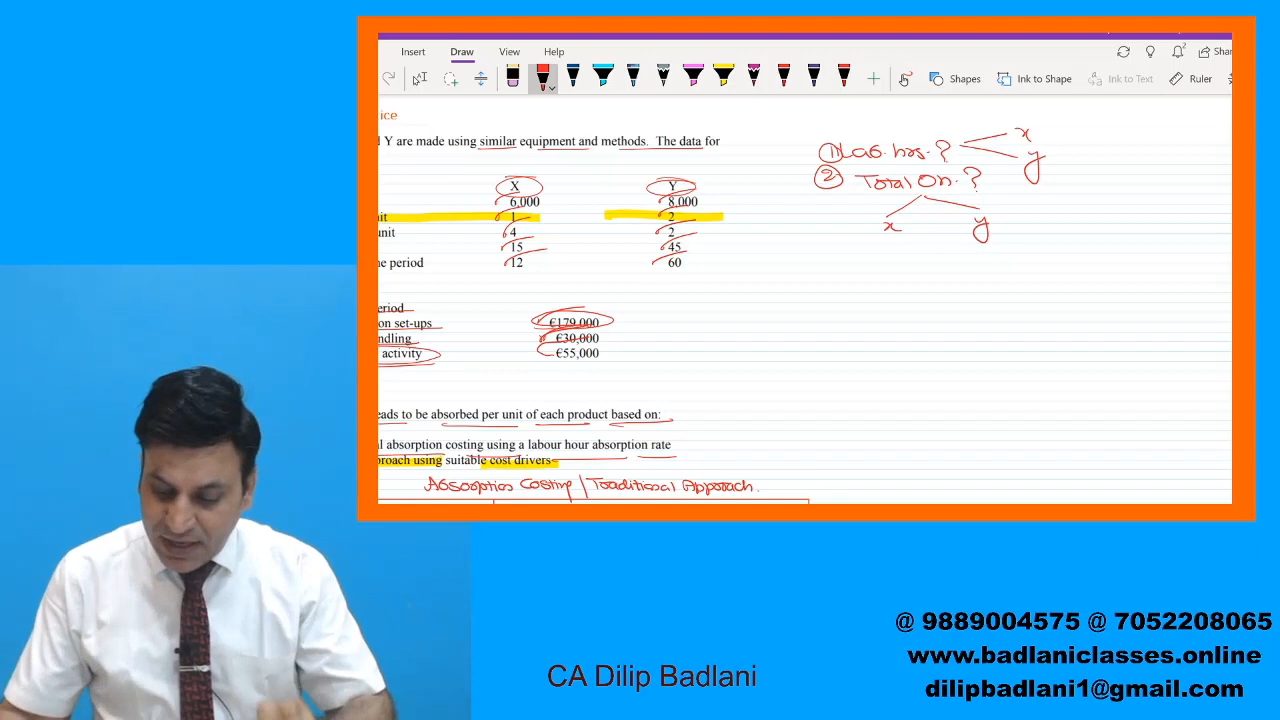 Insert Draw View Help Shar
Shapes Ink to Shape Ink to Text Ruler
ice
d Y are made using similar equipment and methods. The data for
X Y
6,000 8,000
nit 1 2
unit 4 2
15 45
ne period 12 60
eriod
on set-ups €179,000
ndling €30,000
activity €55,000
eads to be absorbed per unit of each product based on:
al absorption costing using a labour hour absorption rate
proach using suitable cost drivers
Absorption Costing / Traditional Approach.
① Lab. hrs. ? x
y
② Total OH. ?
x y
@ 9889004575 @ 7052208065
www.badlaniclasses.online
dilipbadlani1@gmail.com
CA Dilip Badlani